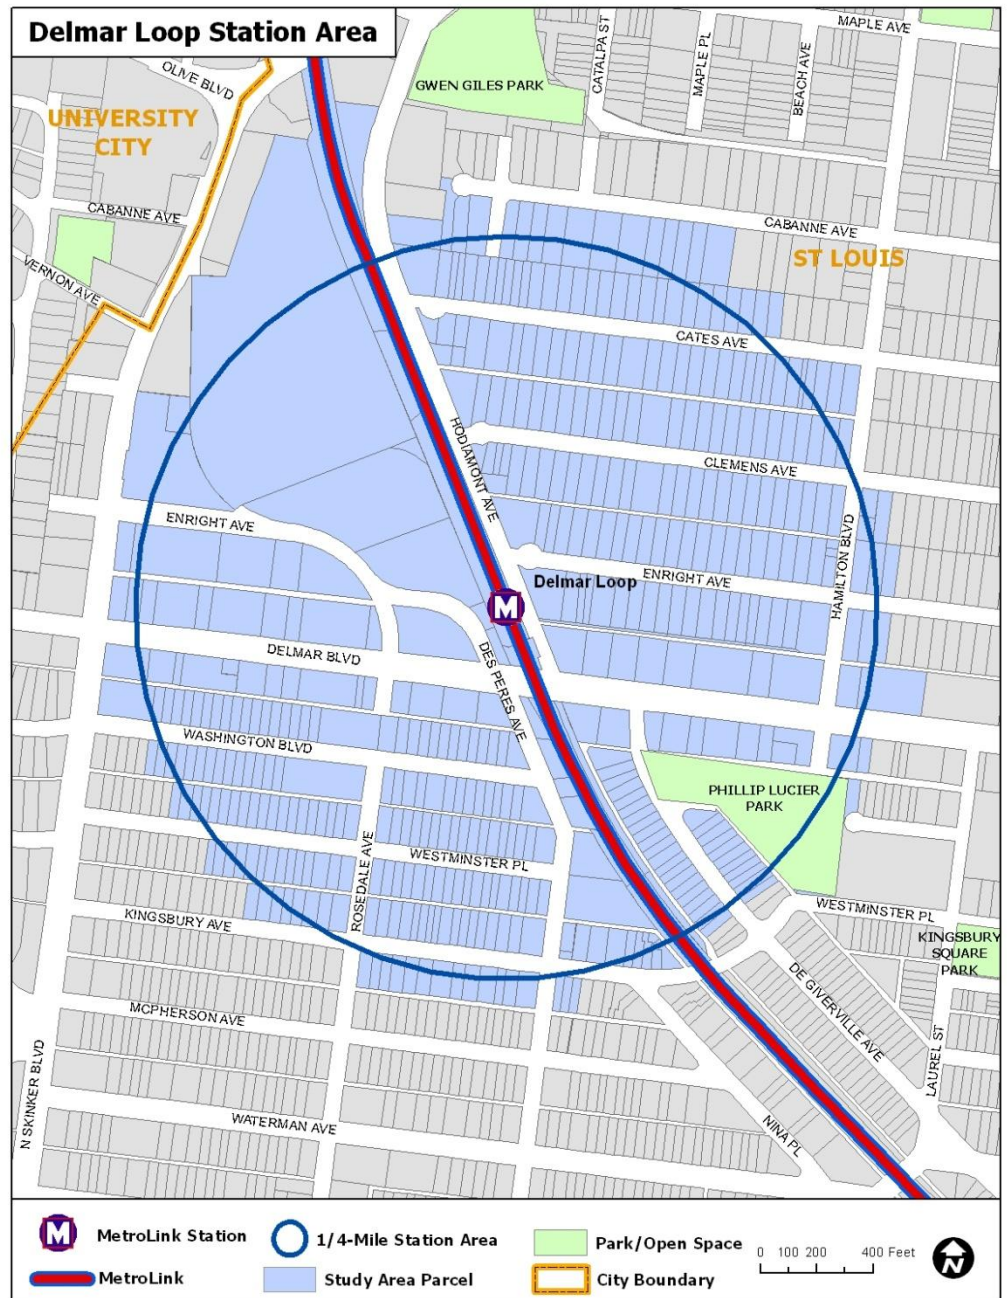 Delmar Loop Station Area
MAPLE AVE
OLIVE BLVD
CATALPA ST
MAPLE PL
BEACH AVE
GWEN GILES PARK
UNIVERSITY
CITY
CABANNE AVE
CABANNE AVE
ST LOUIS
VERNON AVE
CATES AVE
HODIAMONT AVE
CLEMENS AVE
ENRIGHT AVE
HAMILTON BLVD
Delmar Loop
ENRIGHT AVE
M
DELMAR BLVD
DES PERES AVE
WASHINGTON BLVD
PHILLIP LUCIER
PARK
ROSEDALE AVE
WESTMINSTER PL
WESTMINSTER PL
KINGSBURY AVE
KINGSBURY
SQUARE
PARK
DE GIVERVILLE AVE
MCPHERSON AVE
LAUREL ST
N SKINKER BLVD
WATERMAN AVE
NINA PL
M
MetroLink Station
1/4-Mile Station Area
Park/Open Space
0 100 200 400 Feet
N
MetroLink
Study Area Parcel
City Boundary